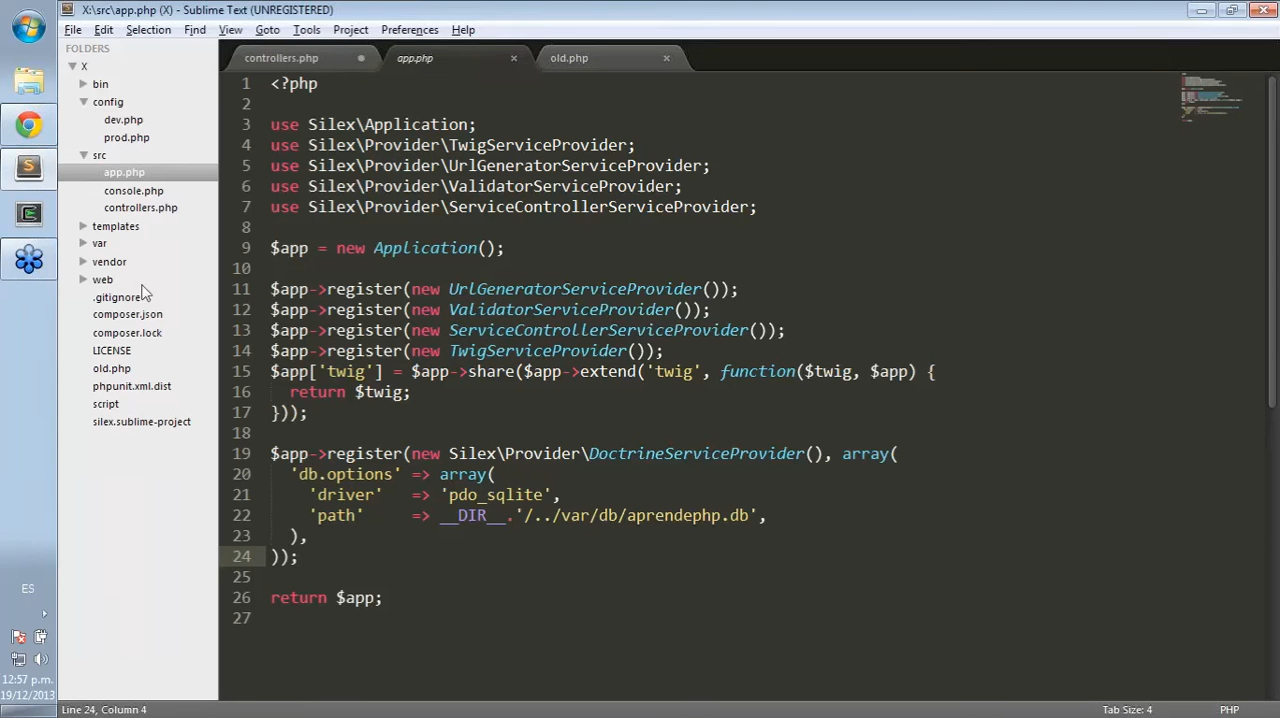 X:\src\app.php (X) - Sublime Text (UNREGISTERED)
File Edit Selection Find View Goto Tools Project Preferences Help
FOLDERS
X
bin
config
dev.php
prod.php
src
app.php
console.php
controllers.php
templates
var
vendor
web
.gitignore
composer.json
composer.lock
LICENSE
old.php
phpunit.xml.dist
script
silex.sublime-project
controllers.php app.php old.php
1 <?php
2
3 use Silex\Application;
4 use Silex\Provider\TwigServiceProvider;
5 use Silex\Provider\UrlGeneratorServiceProvider;
6 use Silex\Provider\ValidatorServiceProvider;
7 use Silex\Provider\ServiceControllerServiceProvider;
8
9 $app = new Application();
10
11 $app->register(new UrlGeneratorServiceProvider());
12 $app->register(new ValidatorServiceProvider());
13 $app->register(new ServiceControllerServiceProvider());
14 $app->register(new TwigServiceProvider());
15 $app['twig'] = $app->share($app->extend('twig', function($twig, $app) {
16 return $twig;
17 }));
18
19 $app->register(new Silex\Provider\DoctrineServiceProvider(), array(
20 'db.options' => array(
21 'driver' => 'pdo_sqlite',
22 'path' => __DIR__.'/../var/db/aprendephp.db',
23 ),
24 ));
25
26 return $app;
27
ES
12:57 p.m.
19/12/2013
Line 24, Column 4
Tab Size: 4
PHP